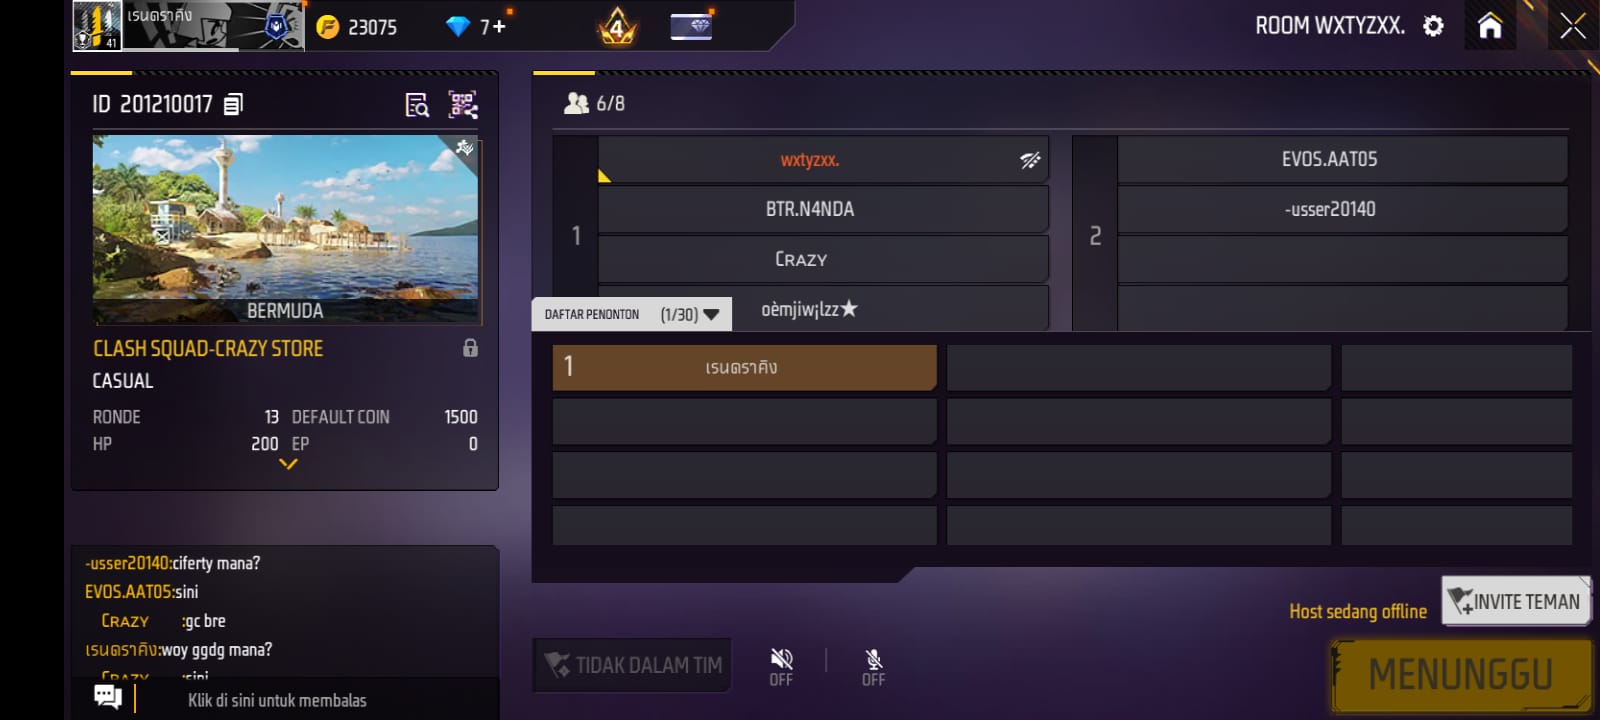 เรนดราคิง
41
23075
7+
4
ROOM WXTYZXX.
ID 201210017
BERMUDA
CLASH SQUAD-CRAZY STORE
CASUAL
RONDE 13 DEFAULT COIN 1500
HP 200 EP 0
6/8
1
wxtyzxx.
BTR.N4NDA
CRAZY
oèmjiw¡lzz★
2
EVOS.AAT05
-usser20140
DAFTAR PENONTON (1/30)
1 เรนดราคิง
-usser20140:ciferty mana?
EVOS.AAT05:sini
CRAZY :gc bre
เรนดราคิง:woy ggdg mana?
CRAZY :sini
Klik di sini untuk membalas
TIDAK DALAM TIM
OFF
OFF
Host sedang offline
INVITE TEMAN
MENUNGGU